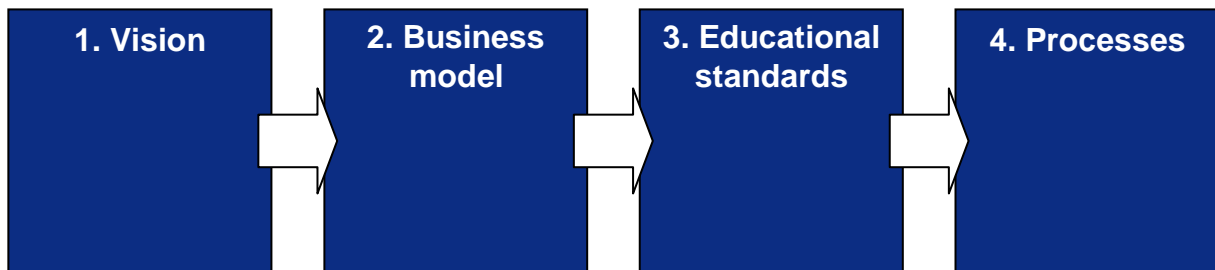 1. Vision
2. Business
model
3. Educational
standards
4. Processes